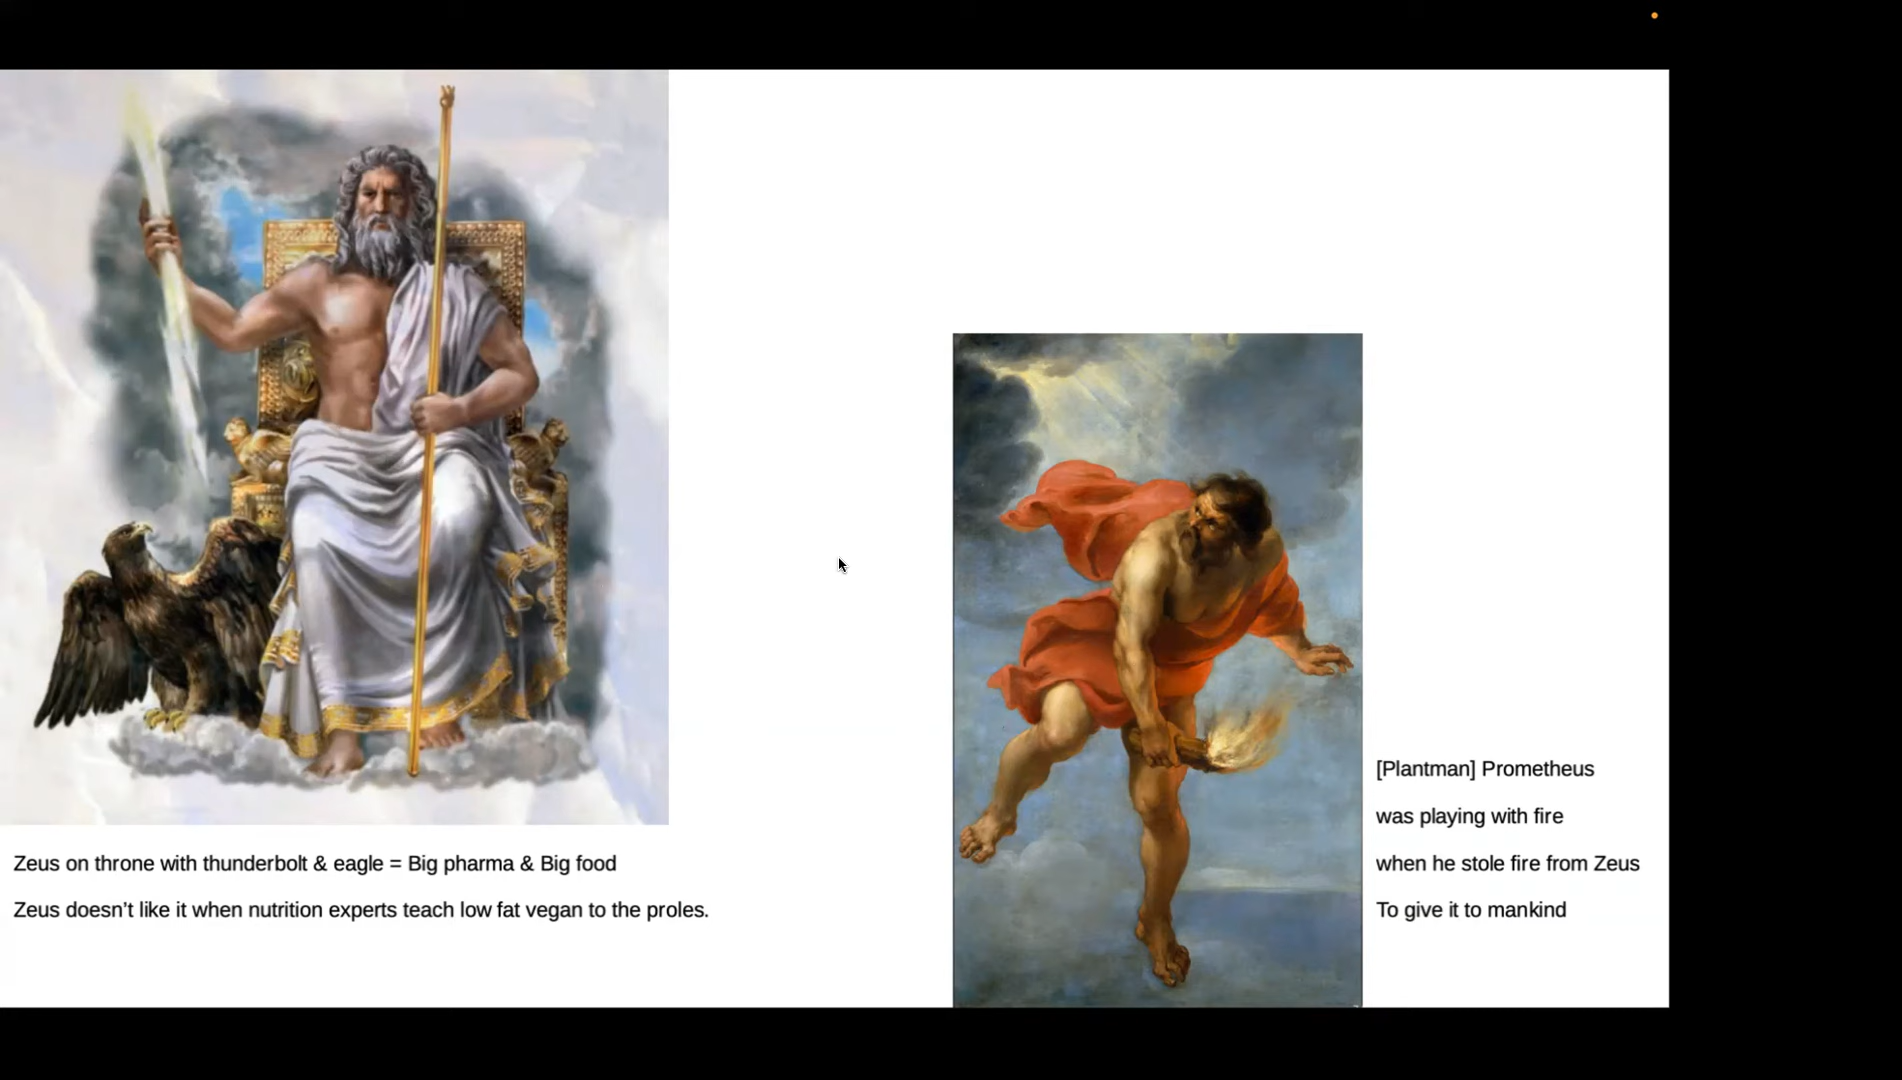 Zeus on throne with thunderbolt & eagle = Big pharma & Big food
Zeus doesn’t like it when nutrition experts teach low fat vegan to the proles.
[Plantman] Prometheus
was playing with fire
when he stole fire from Zeus
To give it to mankind